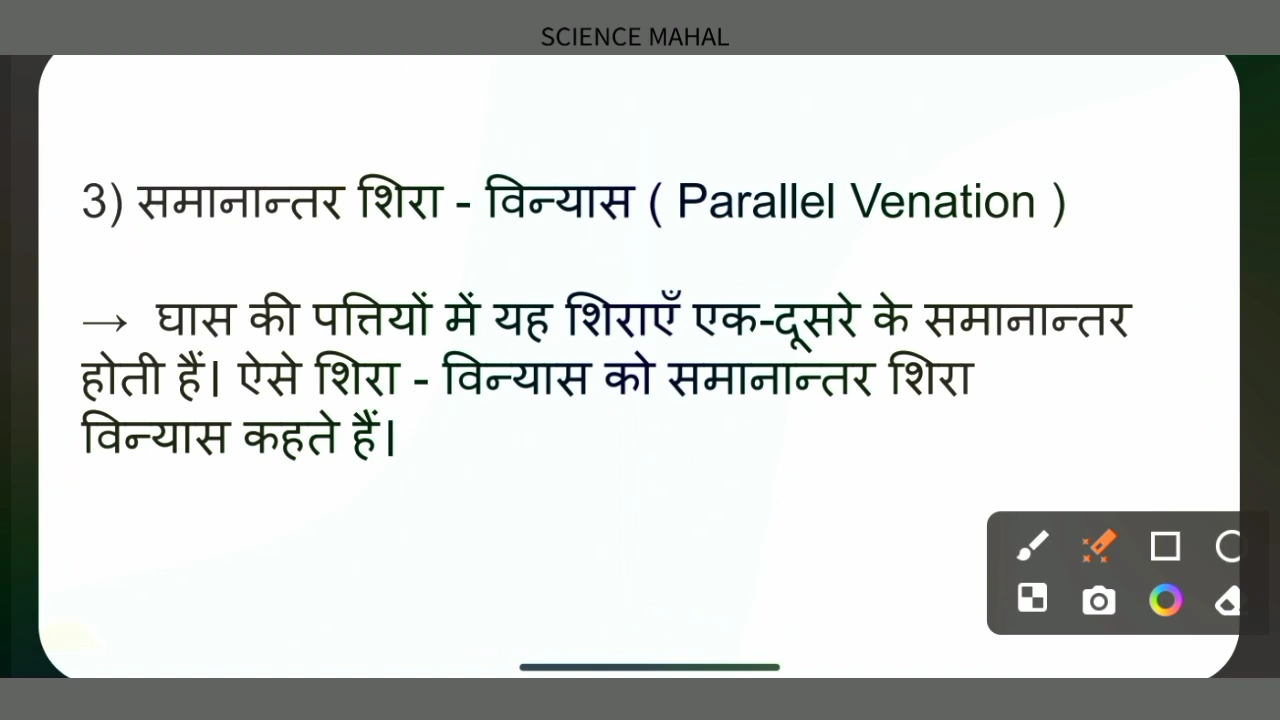 SCIENCE MAHAL
3) समानान्तर शिरा - विन्यास ( Parallel Venation )
→ घास की पत्तियों में यह शिराएँ एक-दूसरे के समानान्तर
होती हैं। ऐसे शिरा - विन्यास को समानान्तर शिरा
विन्यास कहते हैं।